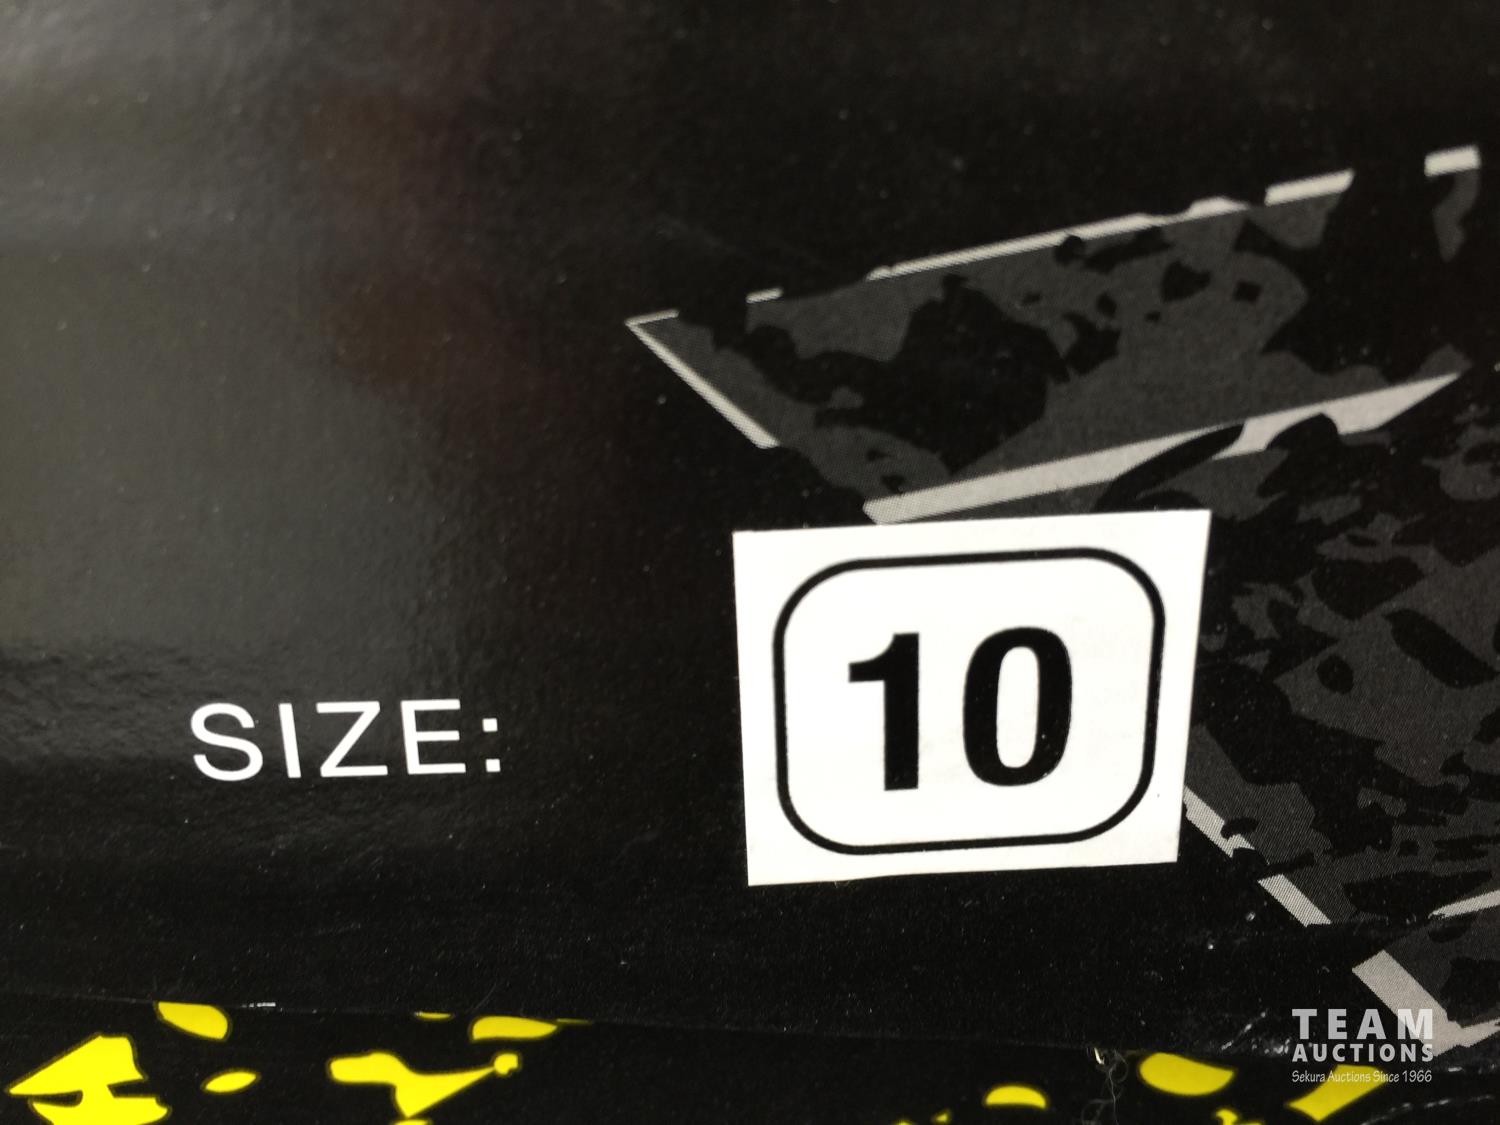 SIZE: 10
TEAM
AUCTIONS
Sekura Auctions Since 1966